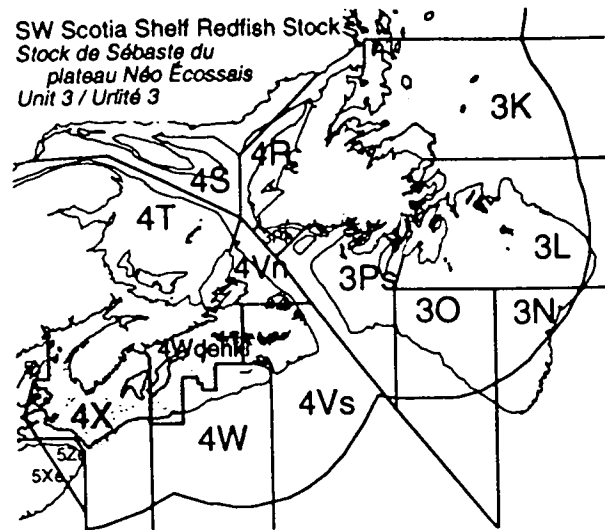 SW Scotia Shelf Redfish Stock
Stock de Sébaste du
plateau Néo Écossais
Unit 3 / Unité 3
3K
4R
4S
4T
3L
4Vn
3Ps
3O
3N
4Wdehkl
4Vs
4X
4W
5Ze